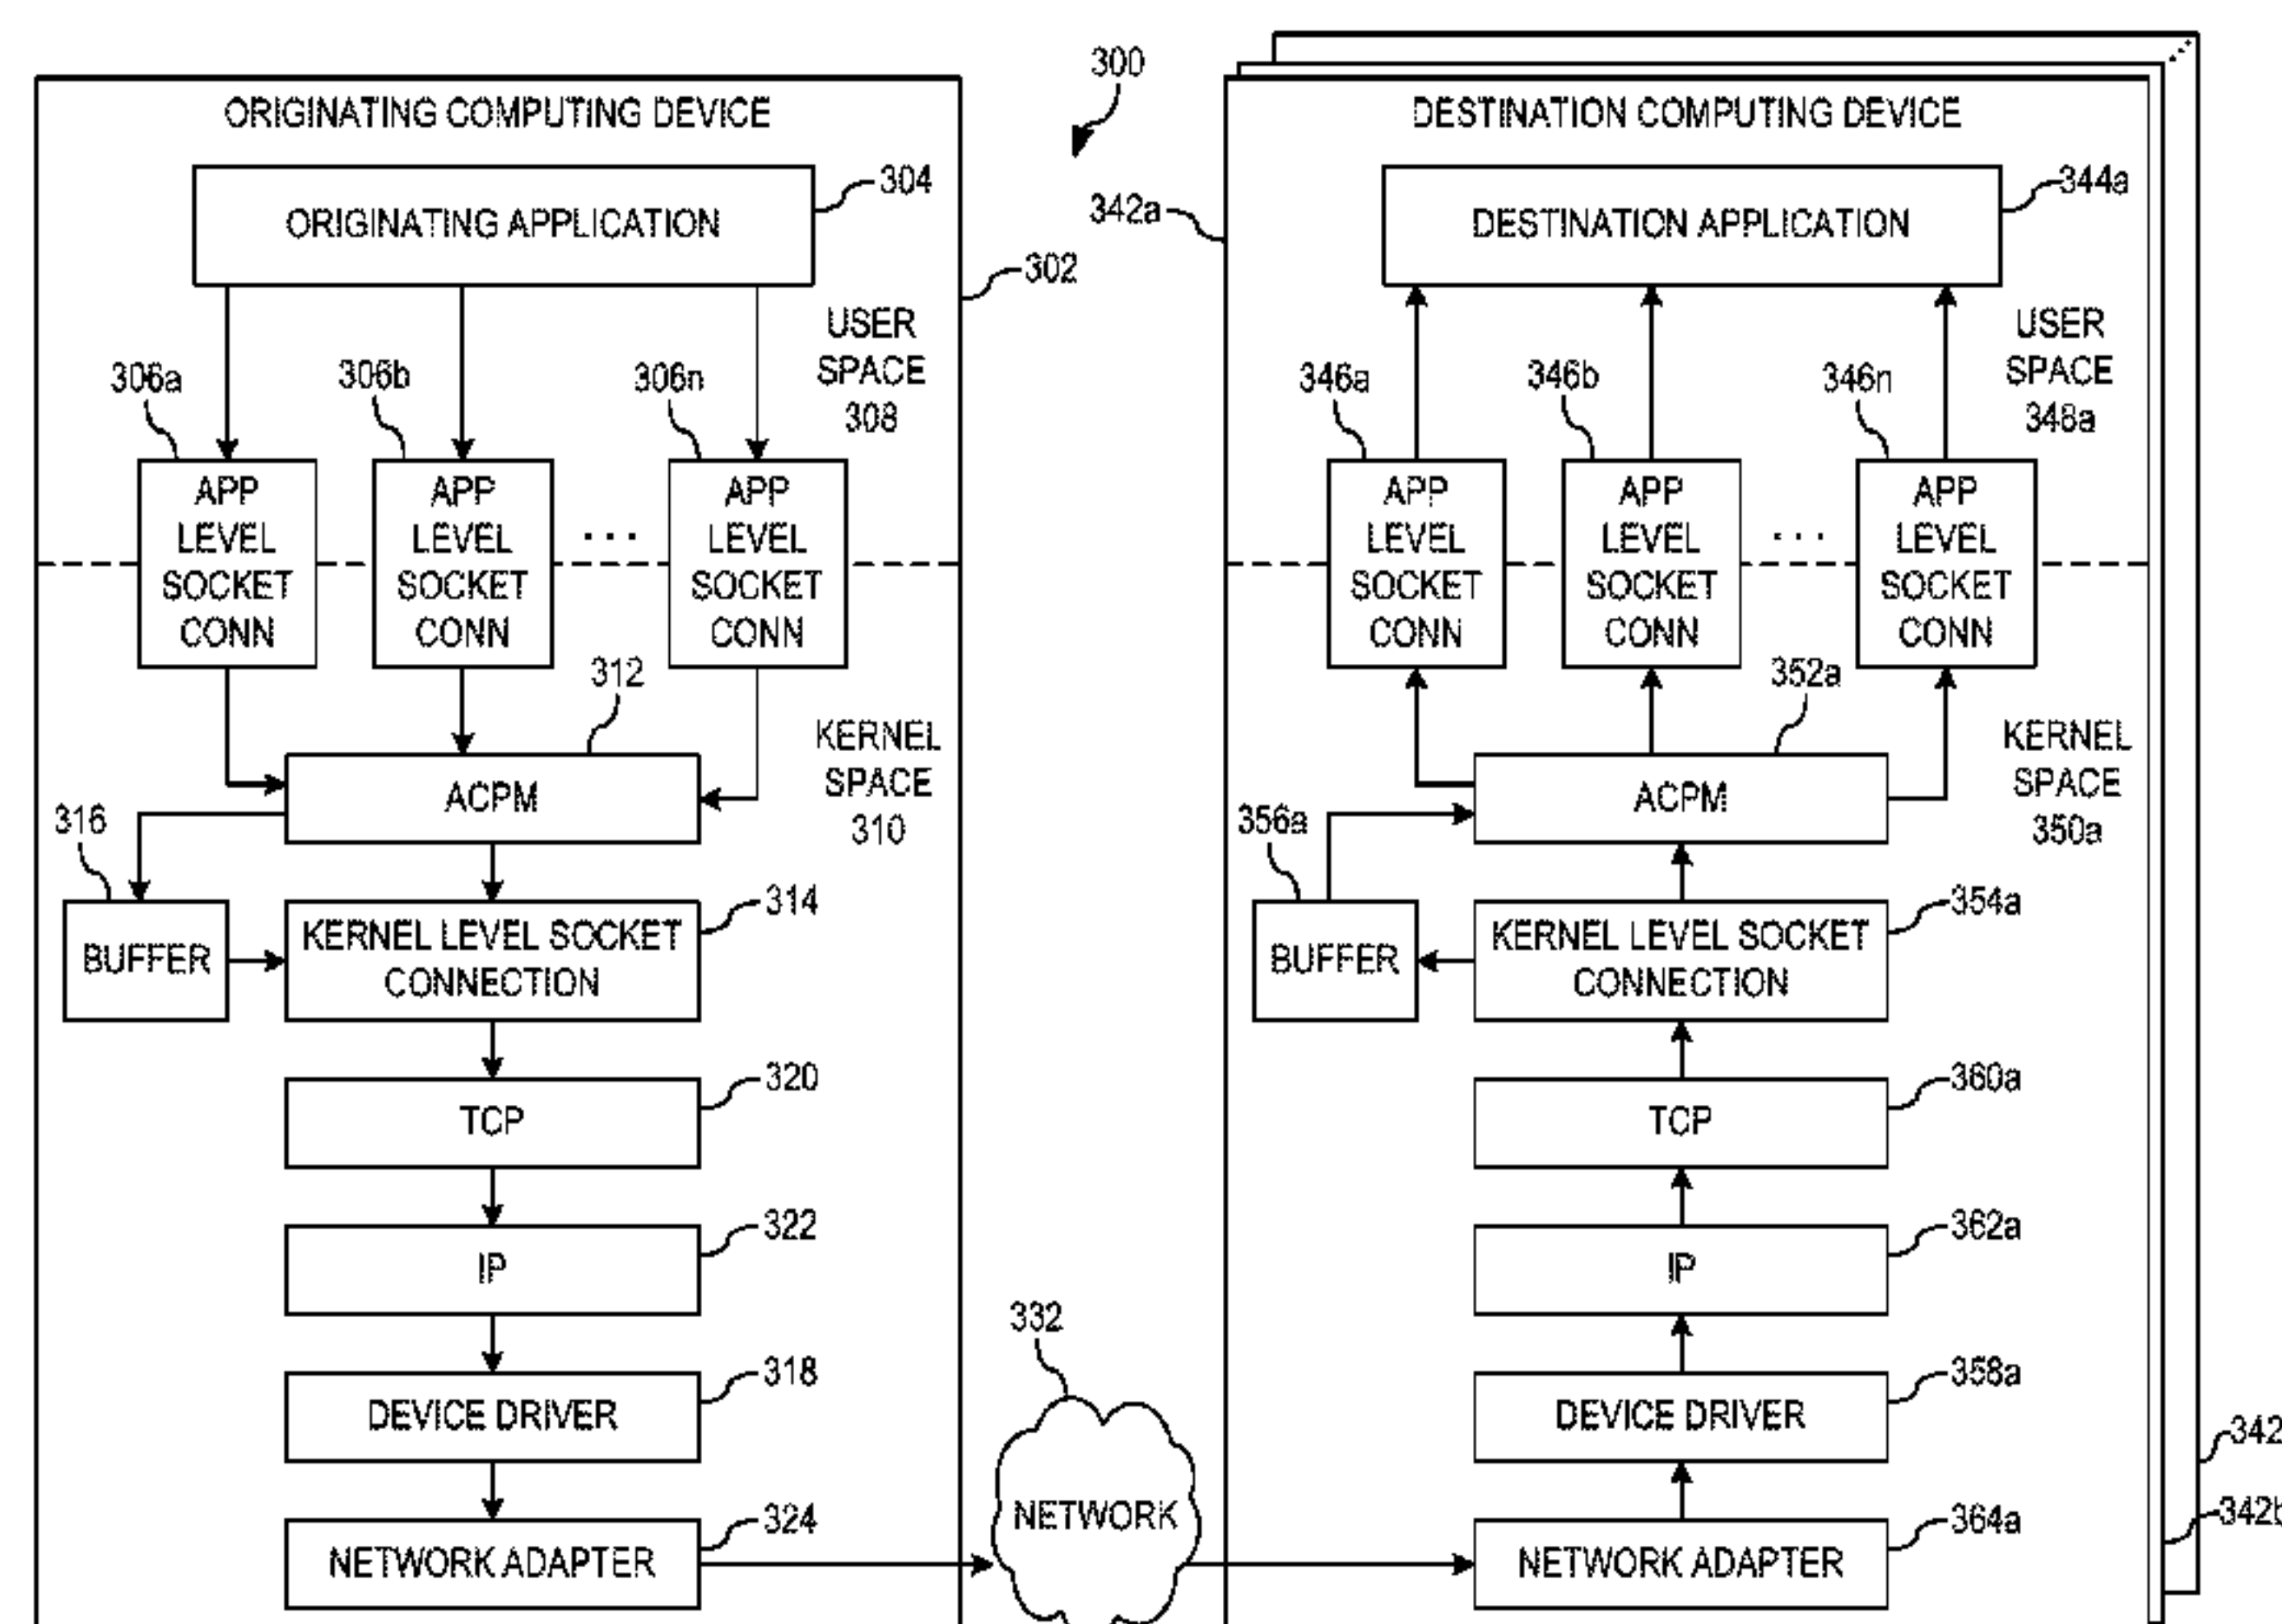 300
ORIGINATING COMPUTING DEVICE
304
ORIGINATING APPLICATION
302
USER
SPACE
308
306a
306b
306n
APP
LEVEL
SOCKET
CONN
APP
LEVEL
SOCKET
CONN
. . .
APP
LEVEL
SOCKET
CONN
312
KERNEL
SPACE
310
ACPM
316
BUFFER
314
KERNEL LEVEL SOCKET
CONNECTION
320
TCP
322
IP
318
DEVICE DRIVER
324
NETWORK ADAPTER
332
NETWORK
DESTINATION COMPUTING DEVICE
342a
344a
DESTINATION APPLICATION
USER
SPACE
348a
346a
346b
346n
APP
LEVEL
SOCKET
CONN
APP
LEVEL
SOCKET
CONN
. . .
APP
LEVEL
SOCKET
CONN
352a
KERNEL
SPACE
350a
ACPM
356a
BUFFER
354a
KERNEL LEVEL SOCKET
CONNECTION
360a
TCP
362a
IP
358a
DEVICE DRIVER
364a
NETWORK ADAPTER
342
342b